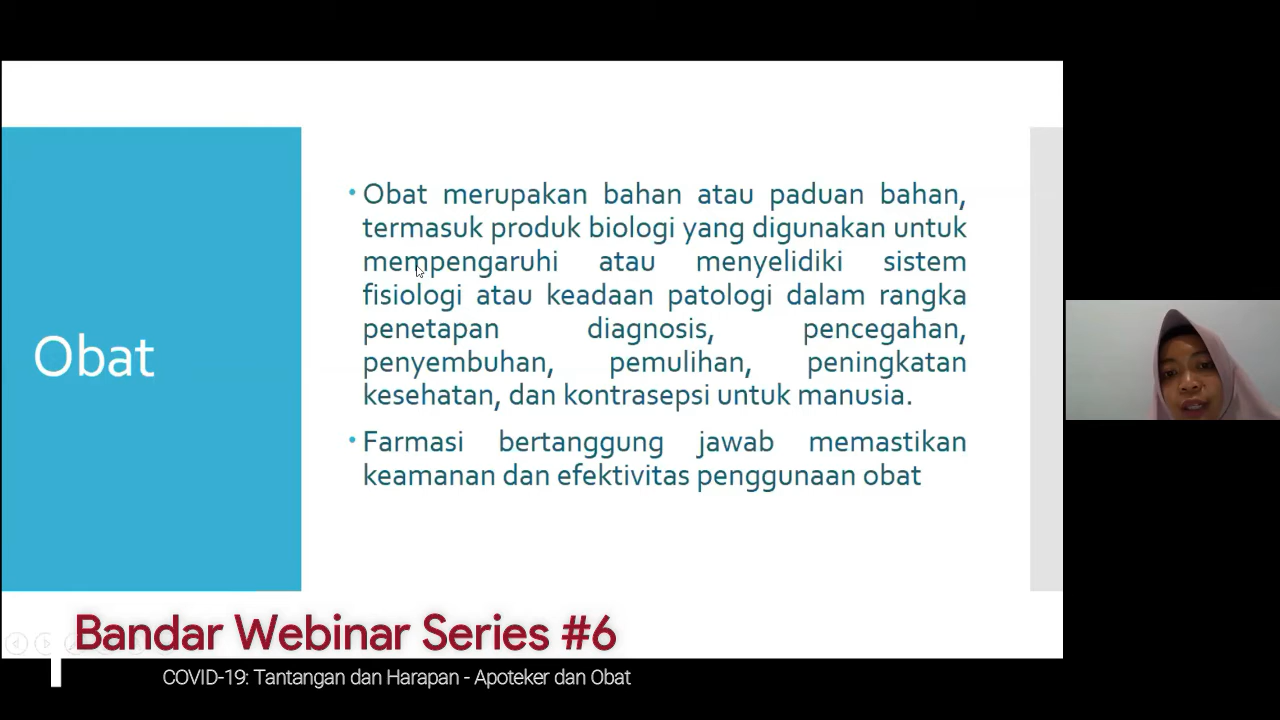 Obat
• Obat merupakan bahan atau paduan bahan,
termasuk produk biologi yang digunakan untuk
mempengaruhi atau menyelidiki sistem
fisiologi atau keadaan patologi dalam rangka
penetapan diagnosis, pencegahan,
penyembuhan, pemulihan, peningkatan
kesehatan, dan kontrasepsi untuk manusia.
• Farmasi bertanggung jawab memastikan
keamanan dan efektivitas penggunaan obat
Bandar Webinar Series #6
COVID-19: Tantangan dan Harapan - Apoteker dan Obat